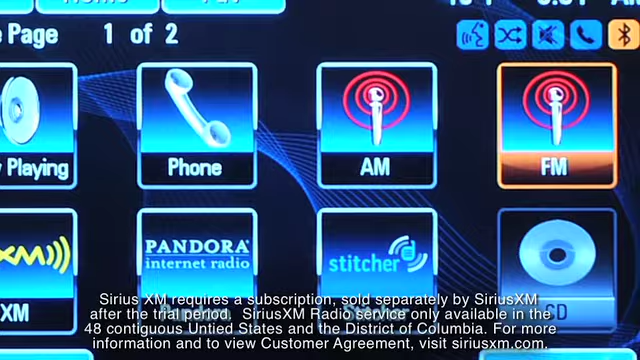 Page 1 of 2
Playing
Phone
AM
FM
XM
PANDORA
internet radio
stitcher
CD
Sirius XM requires a subscription, sold separately by SiriusXM
after the trial period. SiriusXM Radio service only available in the
48 contiguous Untied Staes and the District of Columbia. For more
information and to view Customer Agreement, visit siriusxm.com.